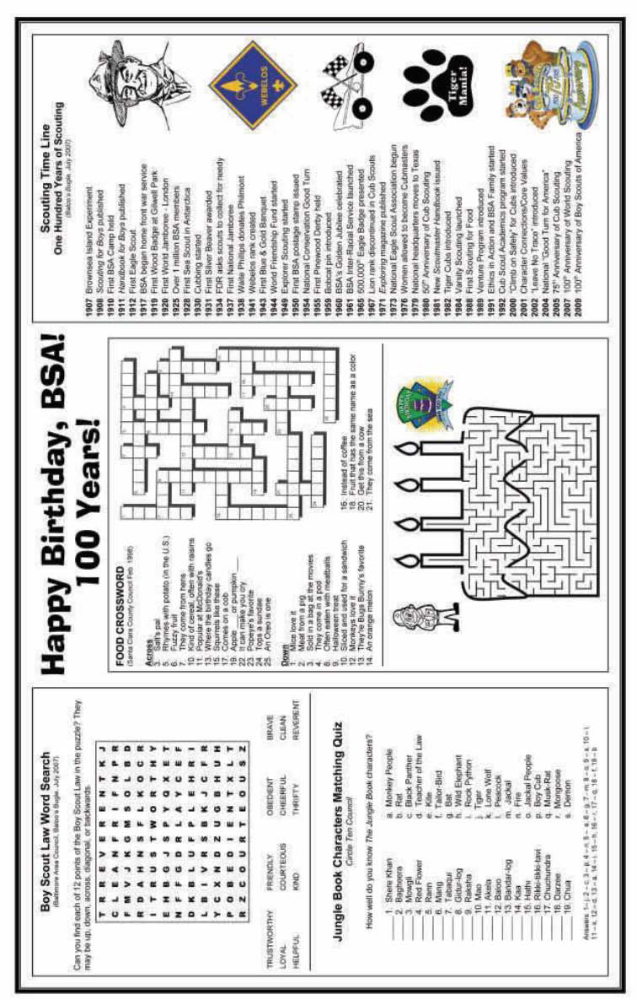 Boy Scout Law Word Search
(Baltimore Area Council, Baloo's Bugle, July 2007)
Can you find each of 12 points of the Boy Scout Law in the puzzle? They
may be up, down, across, diagonal, or backwards.
T R R E V E R E N T K J
C L E A N F R I F N P R
F M V J K G M S O L B D
R D A H N S F L K O C R
I T R U S T W O R T H Y
E H B G J S P Y Q X E T
N F F G D R L A Y C E F
D K B L U F P L E H R I
L B I V R S B K J C F R
Y C X N D Z U G B H U H
P O B E D I E N T X L T
R Z C O U R T E O U S Z
TRUSTWORTHY FRIENDLY OBEDIENT BRAVE
LOYAL COURTEOUS CHEERFUL CLEAN
HELPFUL KIND THRIFTY REVERENT
Jungle Book Characters Matching Quiz
Circle Ten Council
How well do you know The Jungle Book characters?
1. Shere Khan a. Monkey People
2. Bagheera b. Rat
3. Mowgli c. Black Panther
4. Red Flower d. Teacher of the Law
5. Rann e. Kite
6. Mang f. Tailor-Bird
7. Tabaqui g. Bat
8. Gidur-log h. Wild Elephant
9. Raksha i. Rock Python
10. Mao j. Tiger
11. Akela k. Lone Wolf
12. Baloo l. Peacock
13. Bandar-log m. Jackal
14. Kaa n. Fire
15. Hathi o. Jackal People
16. Rikki-tikki-tavi p. Boy Cub
17. Chuchundra q. Musk-Rat
18. Darzee r. Mongoose
19. Chua s. Demon
Answers: 1– j, 2 – c, 3 – p, 4 – n, 5 – e, 6 – g, 7 – m, 8 – o, 9 – s, 10 – l,
11 – k, 12 – d, 13 – a, 14 – i, 15 – h, 16 – r, 17 – q, 18 – f, 19 – b
Happy Birthday, BSA!
100 Years!
FOOD CROSSWORD
(Santa Clara County Council Feb. 1998)
Across
3. Salt's pal
5. Rhymes with potato (in the U.S.)
6. Fuzzy fruit
7. They come from hens
10. Kind of cereal, often with raisins
11. Popular at McDonald's
13. Where the birthday candles go
15. Squirrels like these
17. Comes on a cob
19. Apple ____ or pumpkin ____
22. It can make you cry
23. Popeye's favorite
24. Tops a sundae
25. An Oreo is one
Down
1. Mice love it
2. Meat from a pig
3. Sold in a bag at the movies
4. They come in a pod
8. Often eaten with meatballs
9. Halloween treat
10. Sliced and used for a sandwich
12. Monkeys love it
13. They're Bugs Bunny's favorite
14. An orange melon
16. Instead of coffee
18. Fruit that has the same name as a color
20. Get this from a cow
21. They come from the sea
HAPPY
BIRTHDAY
Scouting Time Line
One Hundred Years of Scouting
(Baloo's Bugle, July 2007)
1907 Brownsea Island Experiment
1908 Scouting for Boys published
1910 First BSA Camp held
1911 Handbook for Boys published
1912 First Eagle Scout
1917 BSA began home front war service
1919 First Wood Badge at Gilwell Park
1920 First World Jamboree - London
1925 Over 1 million BSA members
1928 First Sea Scout in Antarctica
1930 Cubbing started
1931 First Silver Beaver awarded
1934 FDR asks scouts to collect for needy
1937 First National Jamboree
1938 Waite Phillips donates Philmont
1941 Webelos rank created
1943 First Blue & Gold Banquet
1944 World Friendship Fund started
1949 Explorer Scouting started
1950 First BSA postage stamp issued
1954 National Conservation Good Turn
1955 First Pinewood Derby held
1959 Bobcat pin introduced
1960 BSA's Golden Jubilee celebrated
1961 BSA Inter-Racial Service launched
1965 500,000th Eagle Badge presented
1967 Lion rank discontinued in Cub Scouts
1971 Exploring magazine published
1973 National Eagle Scout Association begun
1976 Women allowed to become Cubmasters
1979 National headquarters moves to Texas
1980 50th Anniversary of Cub Scouting
1981 New Scoutmaster Handbook issued
1982 Tiger Cubs introduced
1984 Varsity Scouting launched
1988 First Scouting for Food
1989 Venture Program introduced
1991 Ethics in Action and BSA Family started
1992 Cub Scout Academics program started
2000 "Climb on Safely" for Cubs introduced
2001 Character Connections/Core Values
2002 "Leave No Trace" introduced
2004 National "Good Turn for America"
2005 75th Anniversary of Cub Scouting
2007 100th Anniversary of World Scouting
2009 100th Anniversary of Boy Scouts of America
WEBELOS
Tiger
Mania!
Anniversary